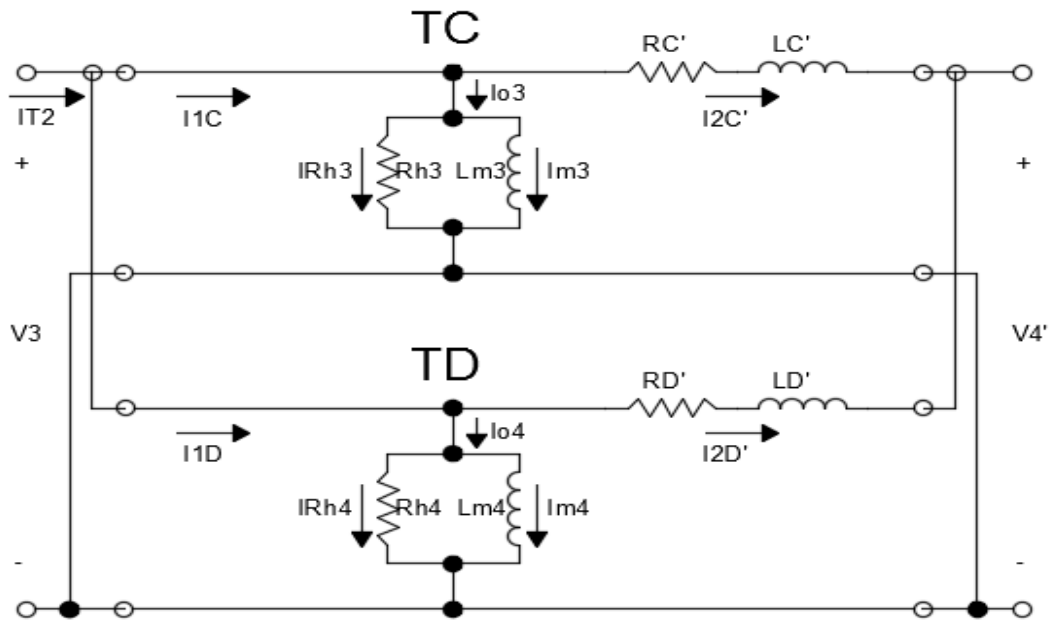 TC
RC' LC'
IT2 I1C Io3 I2C'
+ IRh3 Rh3 Lm3 Im3 +
V3 V4'
TD
RD' LD'
I1D Io4 I2D'
IRh4 Rh4 Lm4 Im4
- -